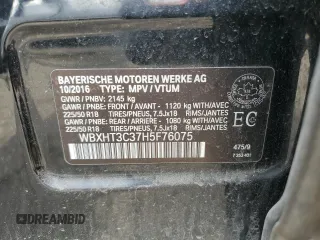 BAYERISCHE MOTOREN WERKE AG
10/2016 TYPE: MPV / VTUM
GVWR / PNBV: 2145 kg
GAWR / PNBE - FRONT / AVANT - 1120 kg WITH/AVEC
225/50 R18 TIRES/PNEUS, 7.5Jx18 RIMS/JANTES
GAWR / PNBE - REAR / ARRIERE - 1080 kg WITH/AVEC
225/50 R18 TIRES/PNEUS, 7.5Jx18 RIMS/JANTES
EC
WBXHT3C37H5F76075
475/9
© DIAMOND.BID